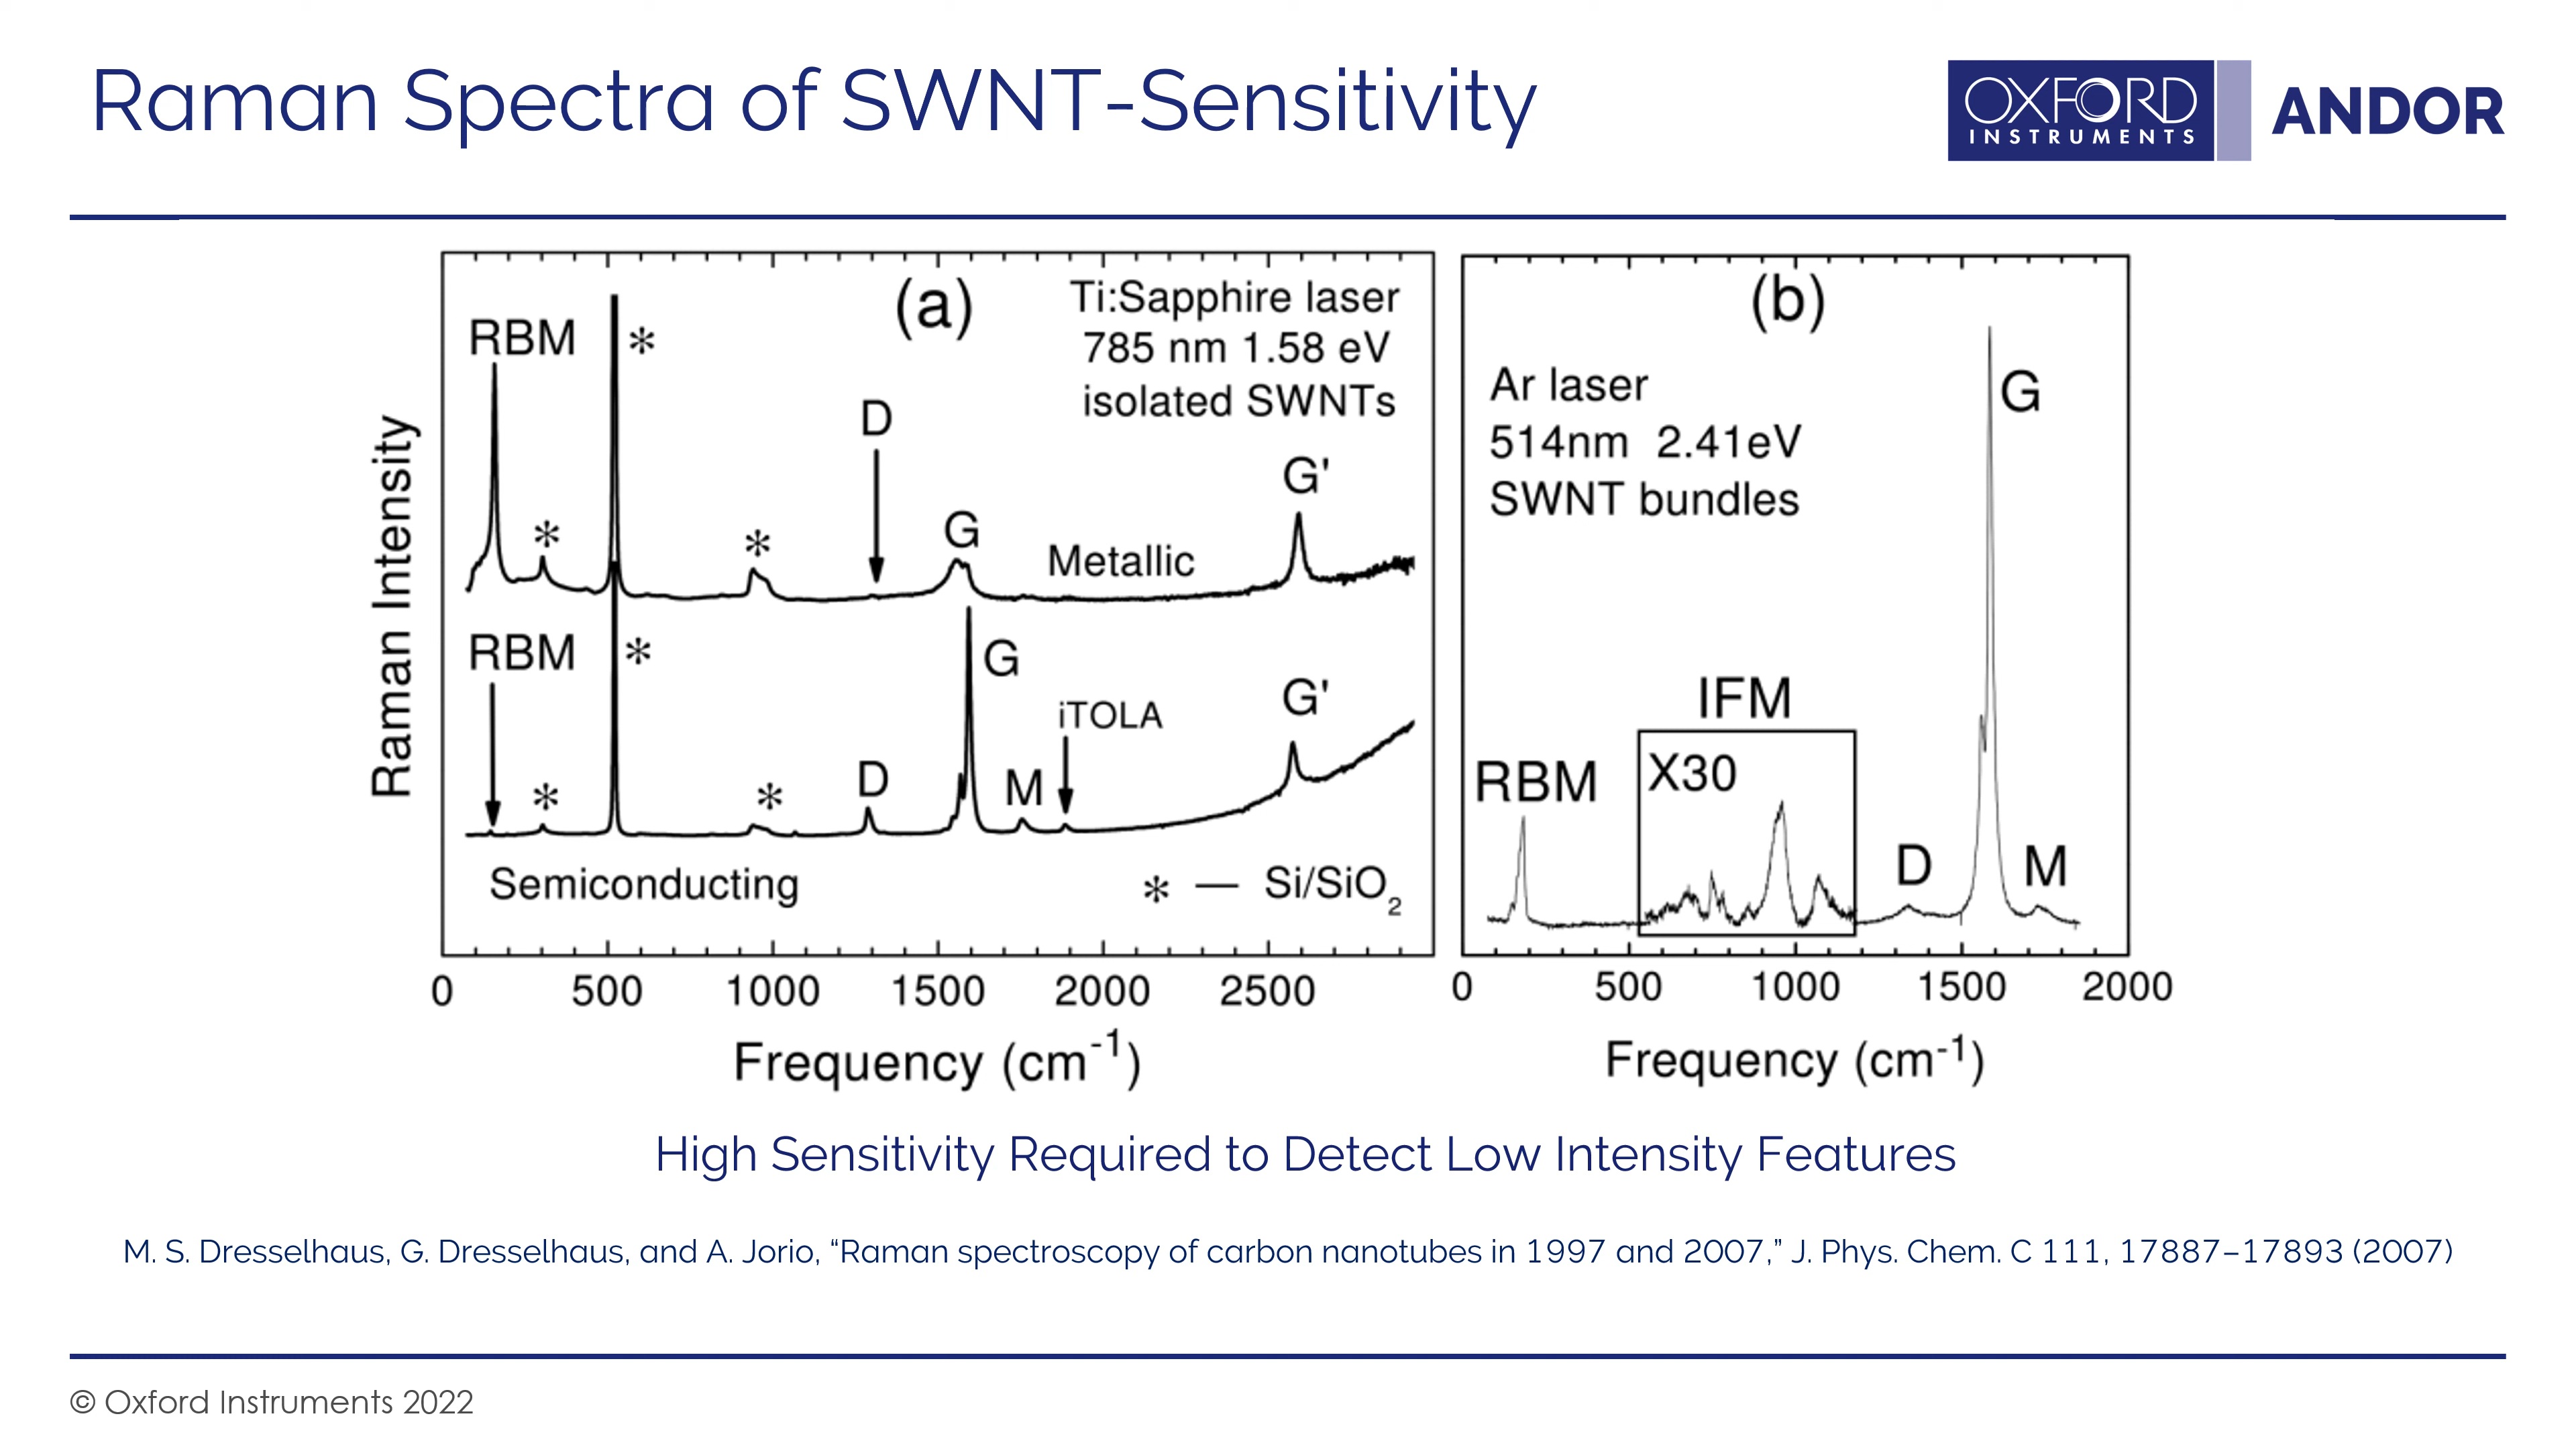 Raman Spectra of SWNT-Sensitivity
OXFORD
INSTRUMENTS
ANDOR
Raman Intensity
(a)
Ti:Sapphire laser
785 nm 1.58 eV
isolated SWNTs
RBM
*
D
G'
*
*
G
Metallic
RBM
*
G
G'
iTOLA
*
*
D
M
Semiconducting
* — Si/SiO2
0 500 1000 1500 2000 2500
Frequency (cm-1)
(b)
Ar laser
514nm 2.41eV
SWNT bundles
G
IFM
X30
RBM
D
M
0 500 1000 1500 2000
Frequency (cm-1)
High Sensitivity Required to Detect Low Intensity Features
M. S. Dresselhaus, G. Dresselhaus, and A. Jorio, “Raman spectroscopy of carbon nanotubes in 1997 and 2007,” J. Phys. Chem. C 111, 17887–17893 (2007)
© Oxford Instruments 2022